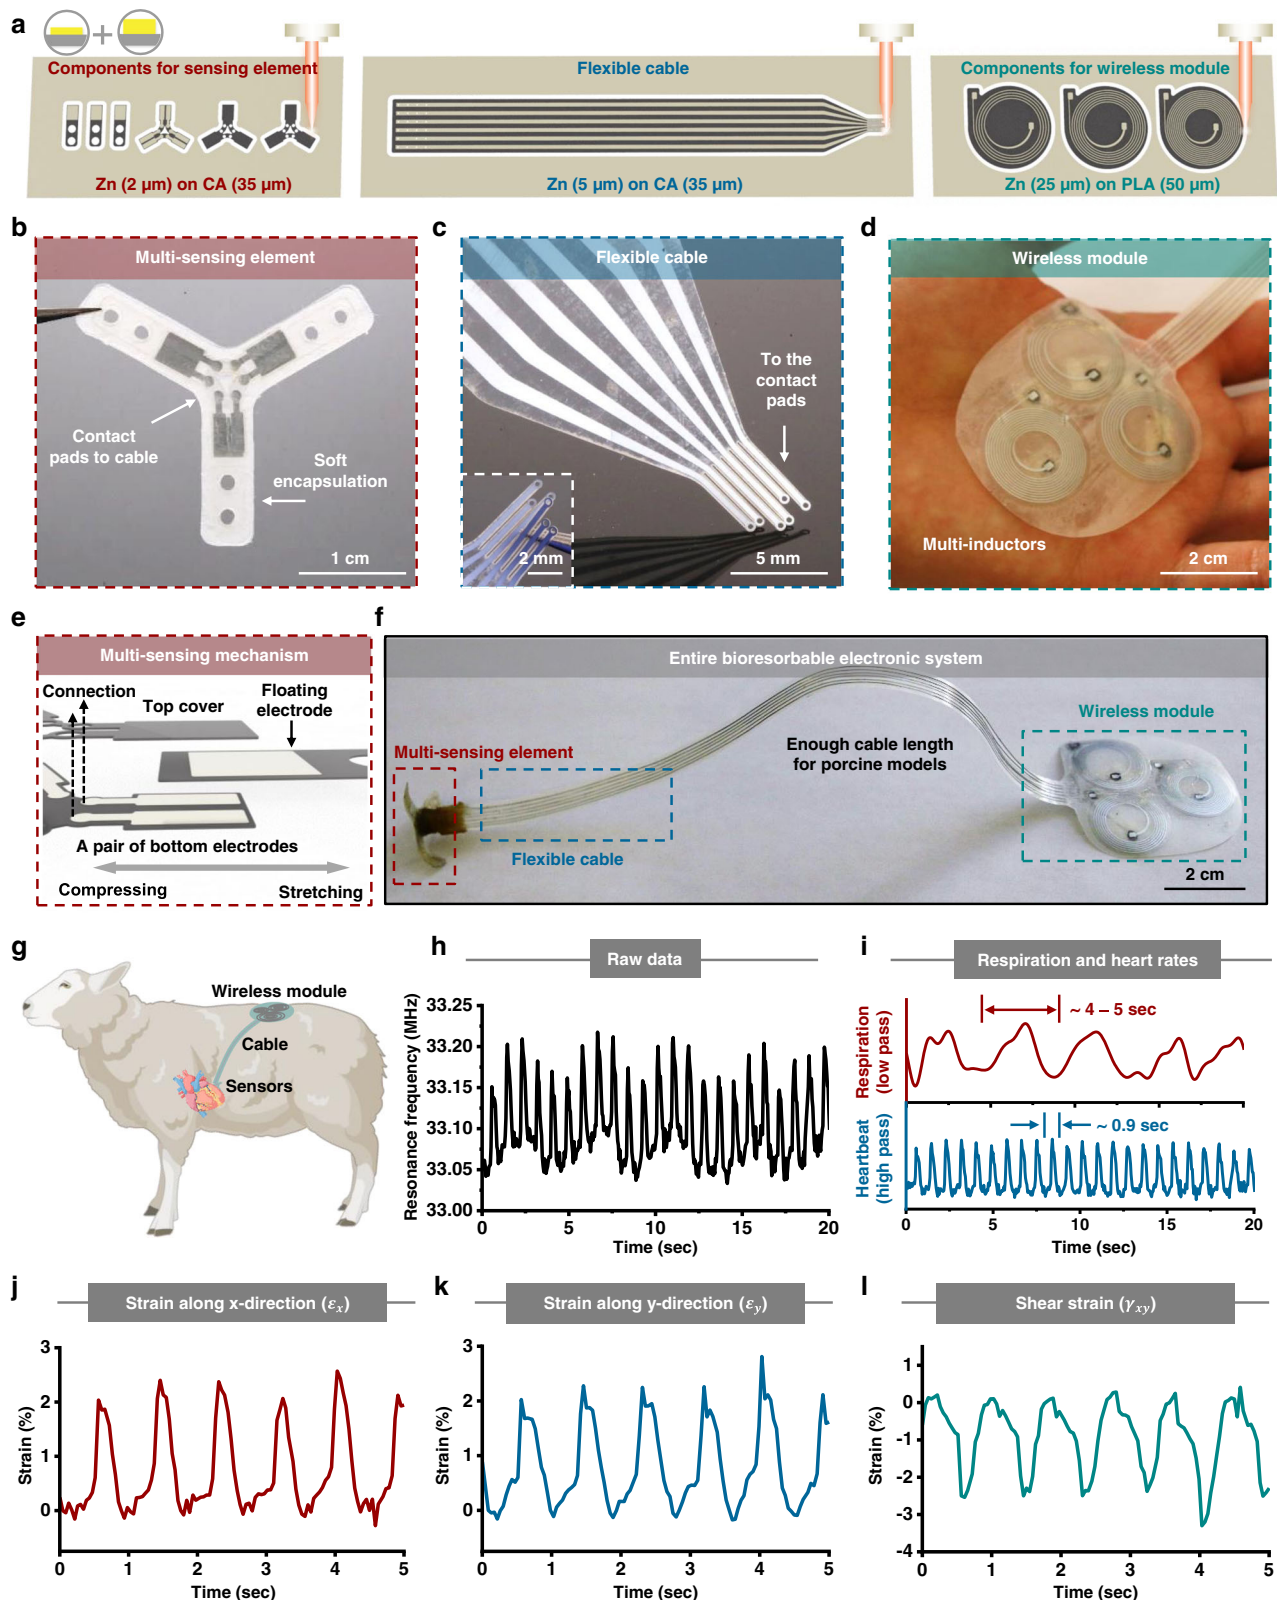 a
Components for sensing element
Flexible cable
Components for wireless module
Zn (2 μm) on CA (35 μm)
Zn (5 μm) on CA (35 μm)
Zn (25 μm) on PLA (50 μm)
b
Multi-sensing element
Contact
pads to cable
Soft
encapsulation
1 cm
c
Flexible cable
To the
contact
pads
2 mm
5 mm
d
Wireless module
Multi-inductors
2 cm
e
Multi-sensing mechanism
Connection
Top cover
Floating
electrode
A pair of bottom electrodes
Compressing
Stretching
f
Entire bioresorbable electronic system
Multi-sensing element
Flexible cable
Enough cable length
for porcine models
Wireless module
2 cm
g
Wireless module
Cable
Sensors
h
Raw data
Resonance frequency (MHz)
33.25
33.20
33.15
33.10
33.05
33.00
0 5 10 15 20
Time (sec)
i
Respiration and heart rates
Respiration
(low pass)
~ 4 – 5 sec
Heartbeat
(high pass)
~ 0.9 sec
0 5 10 15 20
Time (sec)
j
Strain along x-direction (εx)
Strain (%)
3
2
1
0
0 1 2 3 4 5
Time (sec)
k
Strain along y-direction (εy)
Strain (%)
3
2
1
0
0 1 2 3 4 5
Time (sec)
l
Shear strain (γxy)
Strain (%)
1
0
-1
-2
-3
-4
0 1 2 3 4 5
Time (sec)